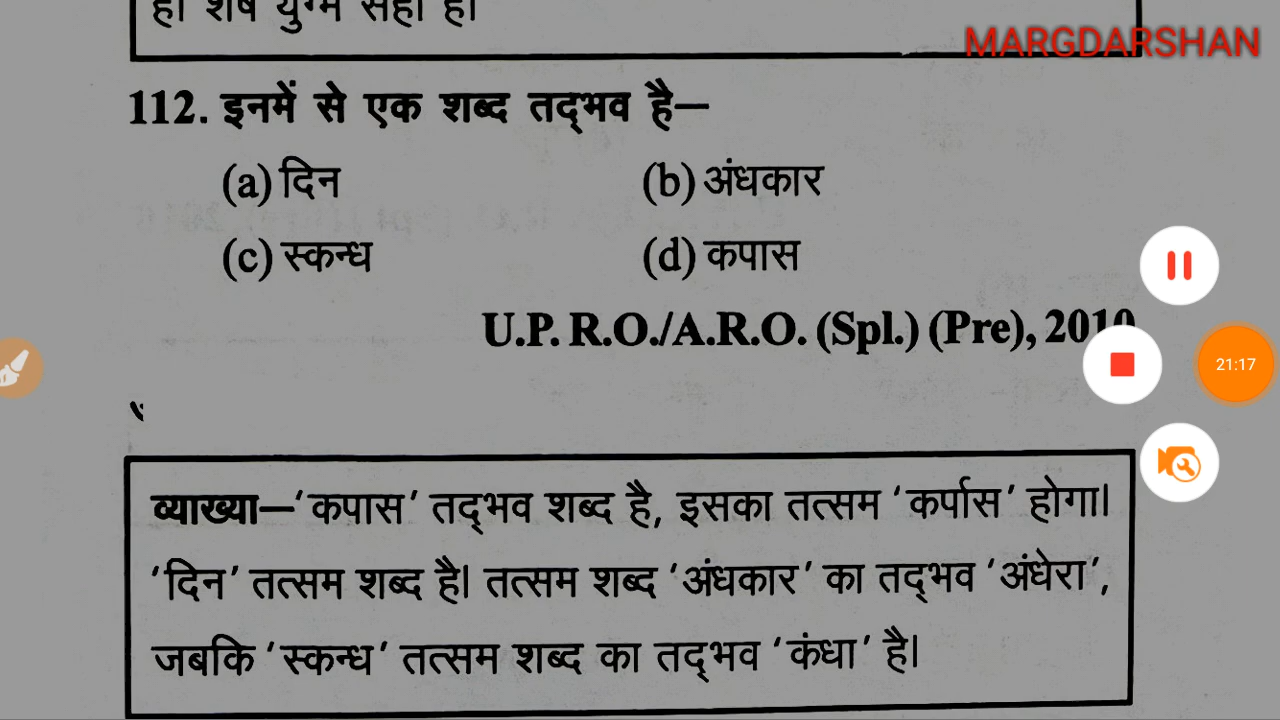 है। शेष युग्म सही है।
MARGDARSHAN
112. इनमें से एक शब्द तद्भव है—
(a) दिन (b) अंधकार
(c) स्कन्ध (d) कपास
U.P. R.O./A.R.O. (Spl.) (Pre), 2010
21:17
व्याख्या—‘कपास’ तद्भव शब्द है, इसका तत्सम ‘कर्पास’ होगा।
‘दिन’ तत्सम शब्द है। तत्सम शब्द ‘अंधकार’ का तद्भव ‘अंधेरा’,
जबकि ‘स्कन्ध’ तत्सम शब्द का तद्भव ‘कंधा’ है।